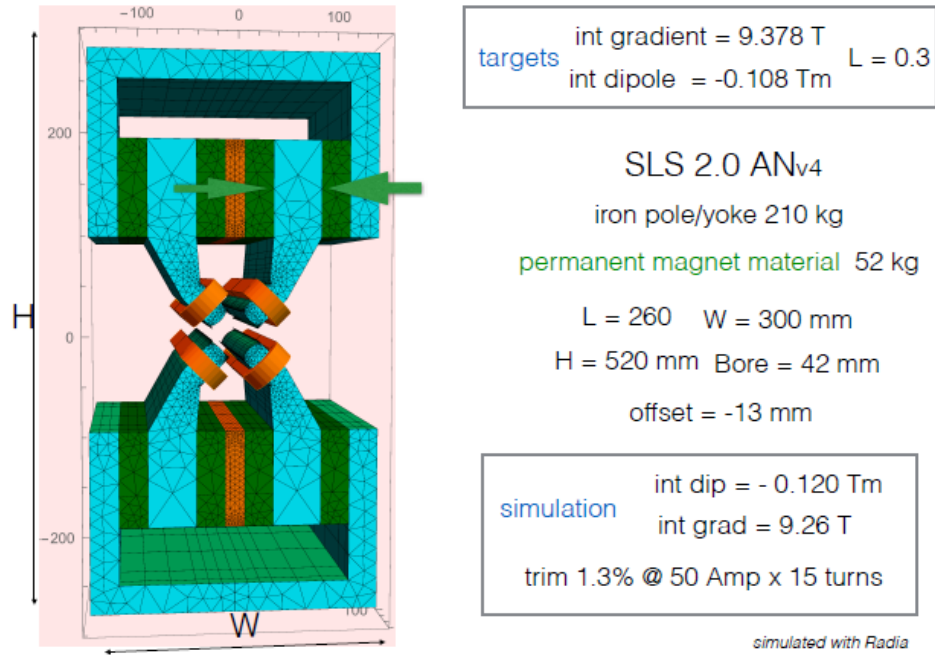 -100 0 100
200
100
0
-100
-200
100
H
W
targets
int gradient = 9.378 T
int dipole = -0.108 Tm
L = 0.3
SLS 2.0 ANv4
iron pole/yoke 210 kg
permanent magnet material 52 kg
L = 260 W = 300 mm
H = 520 mm Bore = 42 mm
offset = -13 mm
simulation
int dip = - 0.120 Tm
int grad = 9.26 T
trim 1.3% @ 50 Amp x 15 turns
simulated with Radia